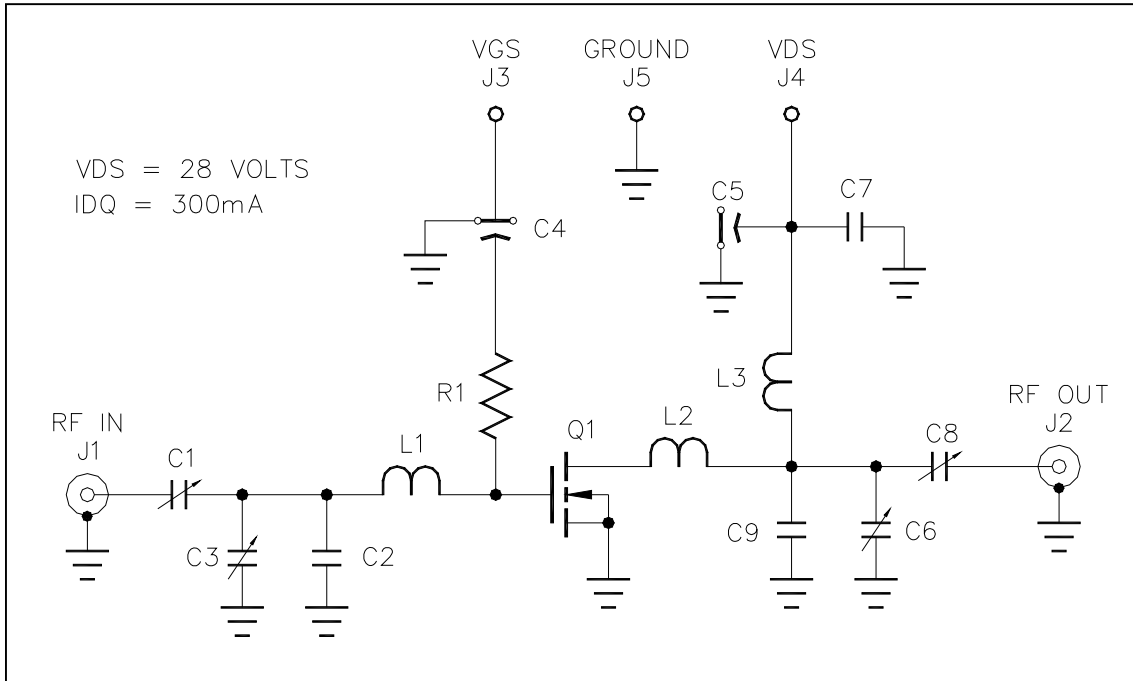 VGS
J3
GROUND
J5
VDS
J4
VDS = 28 VOLTS
IDQ = 300mA
C4
C5
C7
R1
L3
RF IN
J1
C1
L1
Q1
L2
C8
RF OUT
J2
C3
C2
C9
C6